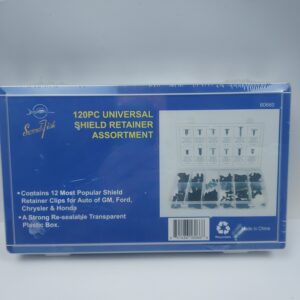 120PC UNIVERSAL
SHIELD RETAINER
ASSORTMENT
• Contains 12 Most Popular Shield
Retainer Clips for Auto of GM, Ford,
Chrysler & Honda
• A Strong Re-sealable Transparent
Plastic Box.
Made in China